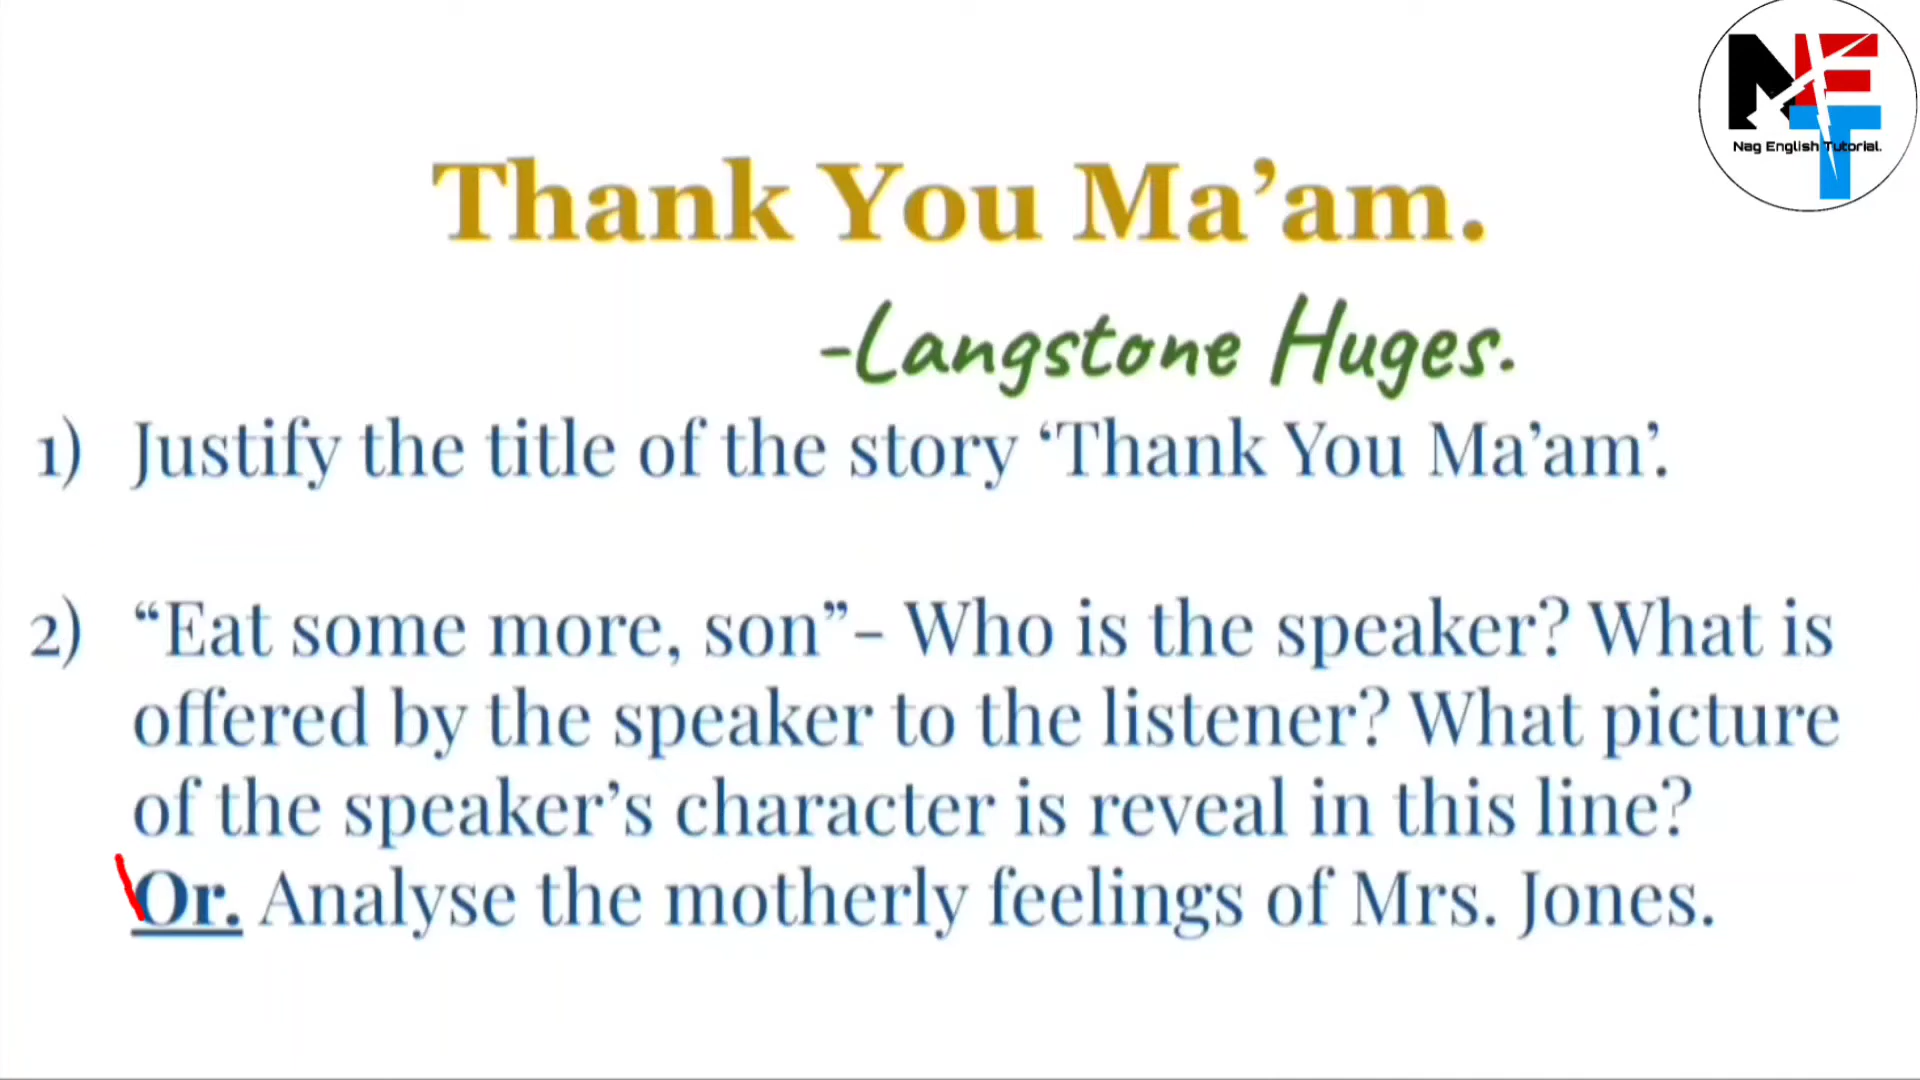 NET
Nag English Tutorial.
Thank You Ma’am.
-Langstone Huges.
1) Justify the title of the story ‘Thank You Ma’am’.
2) “Eat some more, son”– Who is the speaker? What is
offered by the speaker to the listener? What picture
of the speaker’s character is reveal in this line?
Or. Analyse the motherly feelings of Mrs. Jones.